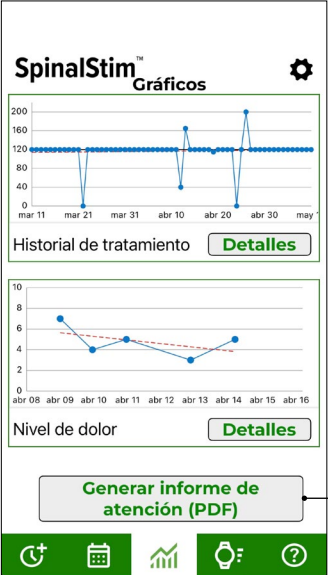 SpinalStim™
Gráficos
200
160
120
80
40
0
mar 11 mar 21 mar 31 abr 10 abr 20 abr 30 may
Historial de tratamiento Detalles
10
8
6
4
2
0
abr 08 abr 09 abr 10 abr 11 abr 12 abr 13 abr 14 abr 15 abr 16
Nivel de dolor Detalles
Generar informe de
atención (PDF)